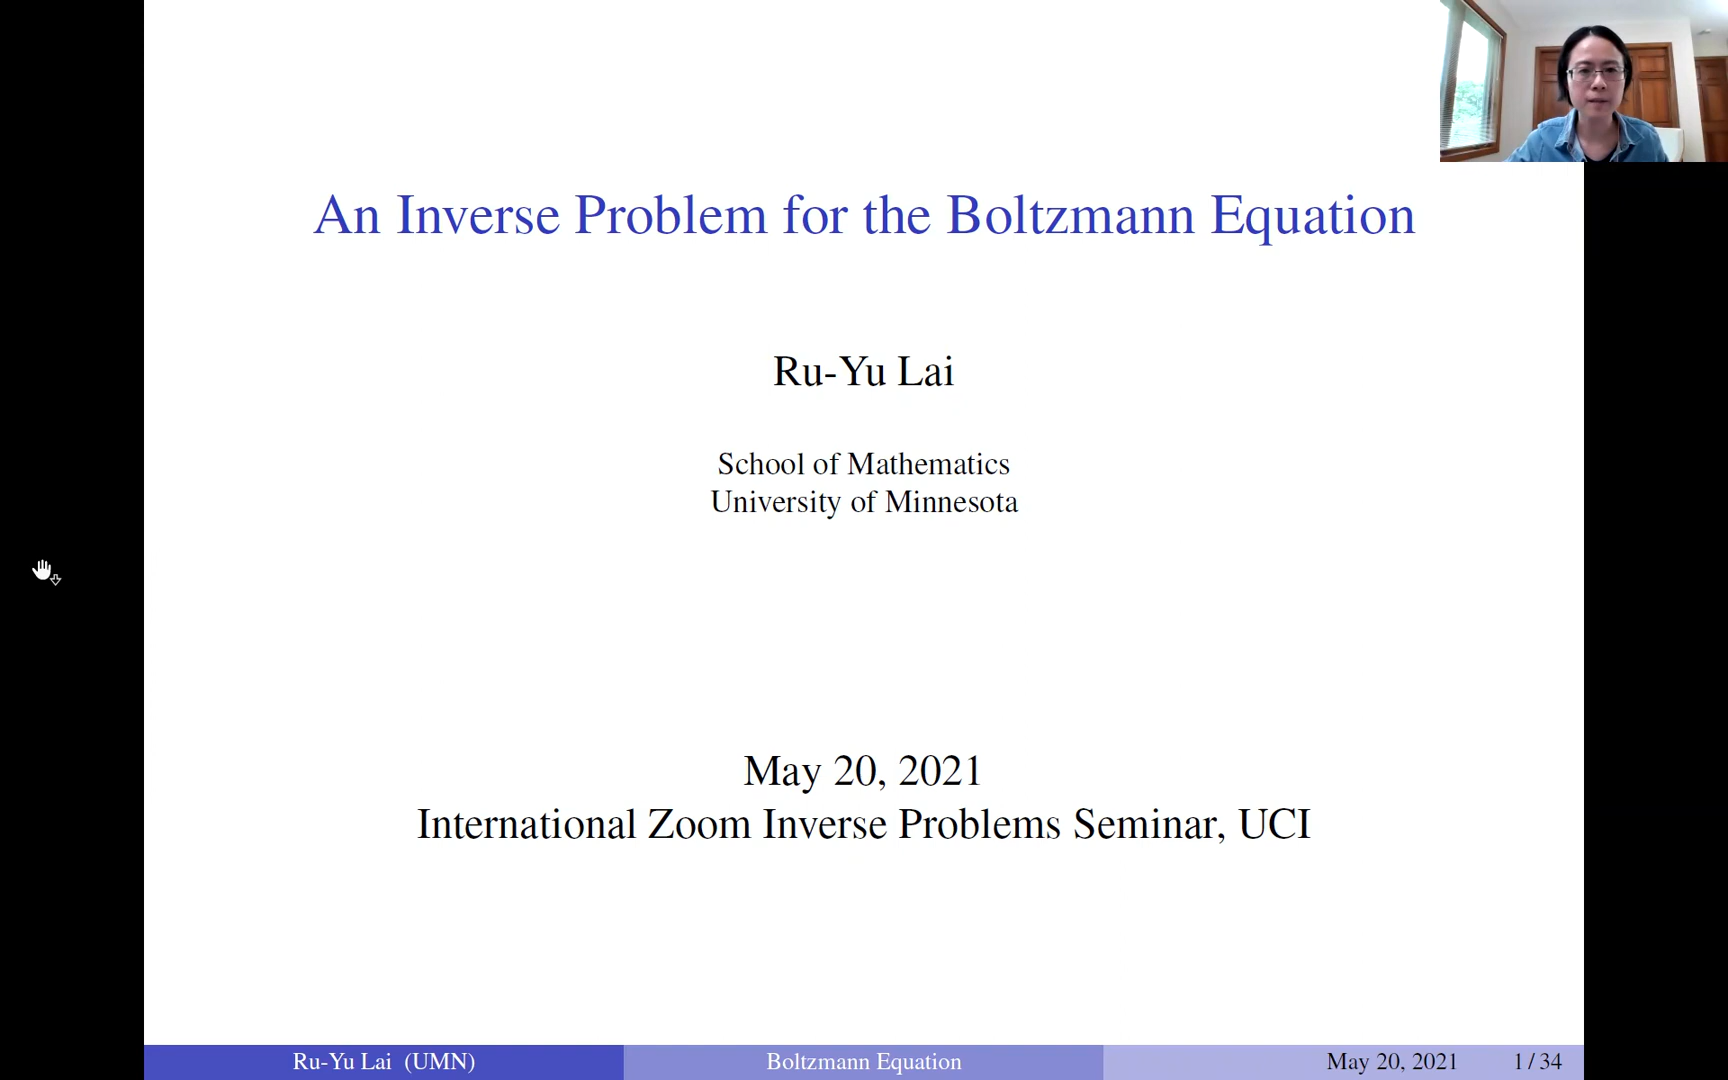 An Inverse Problem for the Boltzmann Equation
Ru-Yu Lai
School of Mathematics
University of Minnesota
May 20, 2021
International Zoom Inverse Problems Seminar, UCI
Ru-Yu Lai (UMN)
Boltzmann Equation
May 20, 2021
1 / 34